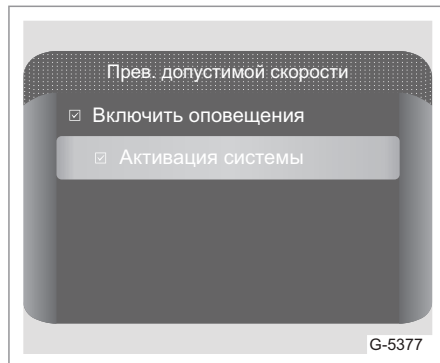 Прев. допустимой скорости
☑ Включить оповещения
☑ Активация системы
G-5377